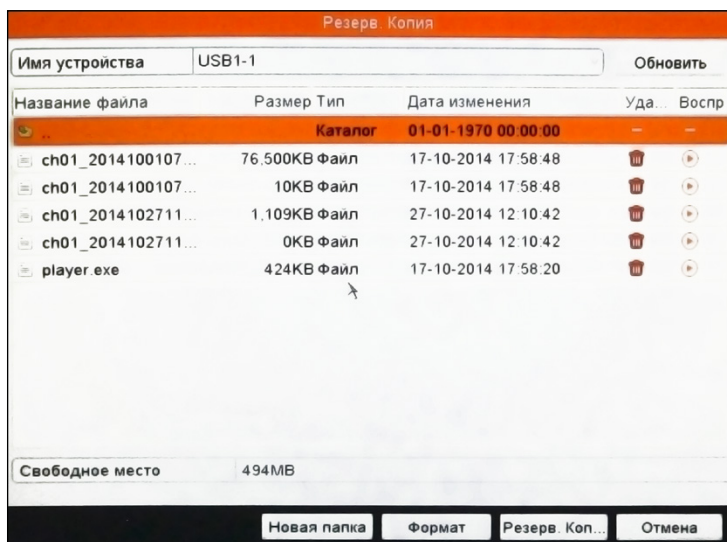 Резерв. Копия
Имя устройства USB1-1 Обновить
Название файла Размер Тип Дата изменения Уда... Воспр
.. Каталог 01-01-1970 00:00:00 — —
ch01_2014100107... 76,500KB Файл 17-10-2014 17:58:48
ch01_2014100107... 10KB Файл 17-10-2014 17:58:48
ch01_2014102711... 1,109KB Файл 27-10-2014 12:10:42
ch01_2014102711... 0KB Файл 27-10-2014 12:10:42
player.exe 424KB Файл 17-10-2014 17:58:20
Свободное место 494MB
Новая папка Формат Резерв. Коп... Отмена